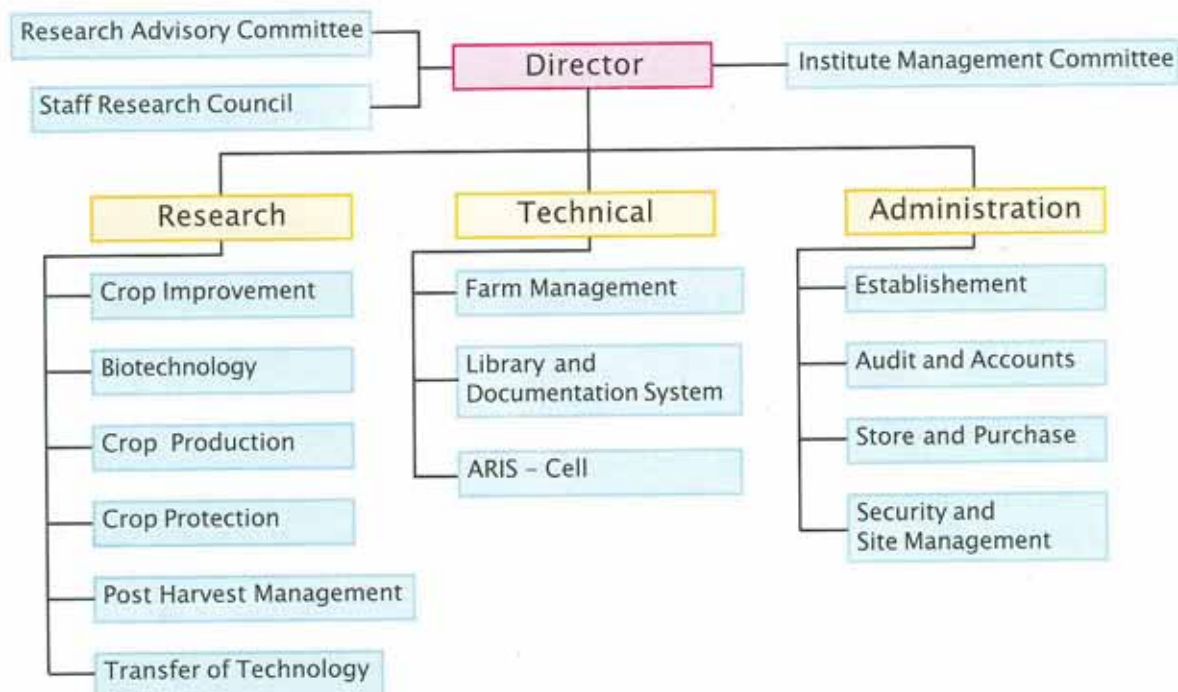 Research Advisory Committee
Director
Institute Management Committee
Staff Research Council
Research
Crop Improvement
Biotechnology
Crop Production
Crop Protection
Post Harvest Management
Transfer of Technology
Technical
Farm Management
Library and
Documentation System
ARIS – Cell
Administration
Establishement
Audit and Accounts
Store and Purchase
Security and
Site Management